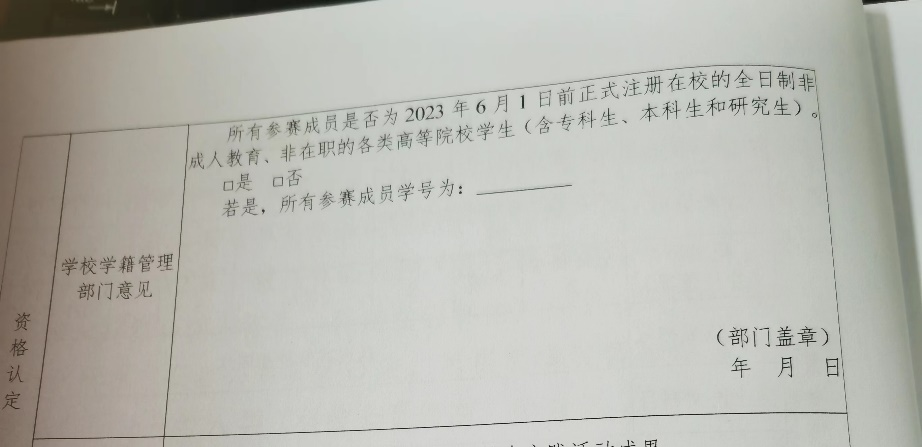 所有参赛成员是否为 2023 年 6 月 1 日前正式注册在校的全日制非
成人教育、非在职的各类高等院校学生（含专科生、本科生和研究生）。
□是 □否
若是，所有参赛成员学号为：________
学校学籍管理
部门意见
资
格
认
定
（部门盖章）
年 月 日